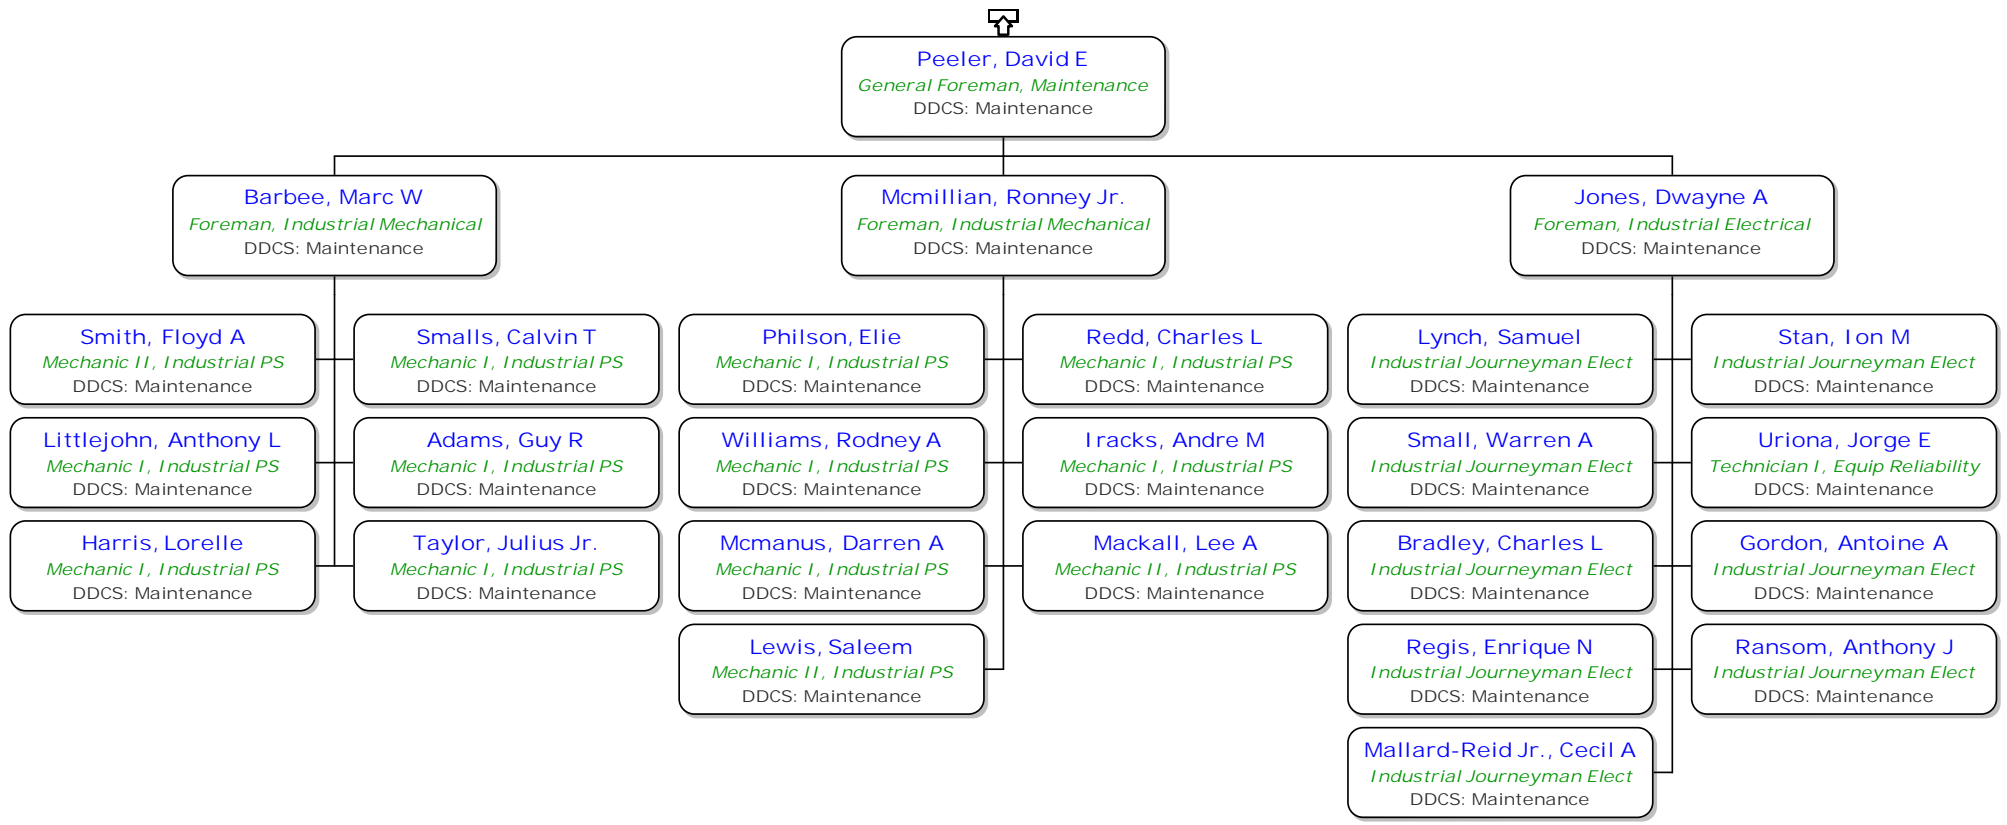 Peeler, David E
General Foreman, Maintenance
DDCS: Maintenance
Barbee, Marc W
Foreman, Industrial Mechanical
DDCS: Maintenance
Mcmillian, Ronney Jr.
Foreman, Industrial Mechanical
DDCS: Maintenance
Jones, Dwayne A
Foreman, Industrial Electrical
DDCS: Maintenance
Smith, Floyd A
Mechanic II, Industrial PS
DDCS: Maintenance
Smalls, Calvin T
Mechanic I, Industrial PS
DDCS: Maintenance
Littlejohn, Anthony L
Mechanic I, Industrial PS
DDCS: Maintenance
Adams, Guy R
Mechanic I, Industrial PS
DDCS: Maintenance
Harris, Lorelle
Mechanic I, Industrial PS
DDCS: Maintenance
Taylor, Julius Jr.
Mechanic I, Industrial PS
DDCS: Maintenance
Philson, Elie
Mechanic I, Industrial PS
DDCS: Maintenance
Redd, Charles L
Mechanic I, Industrial PS
DDCS: Maintenance
Williams, Rodney A
Mechanic I, Industrial PS
DDCS: Maintenance
Iracks, Andre M
Mechanic I, Industrial PS
DDCS: Maintenance
Mcmanus, Darren A
Mechanic I, Industrial PS
DDCS: Maintenance
Mackall, Lee A
Mechanic II, Industrial PS
DDCS: Maintenance
Lewis, Saleem
Mechanic II, Industrial PS
DDCS: Maintenance
Lynch, Samuel
Industrial Journeyman Elect
DDCS: Maintenance
Stan, Ion M
Industrial Journeyman Elect
DDCS: Maintenance
Small, Warren A
Industrial Journeyman Elect
DDCS: Maintenance
Uriona, Jorge E
Technician I, Equip Reliability
DDCS: Maintenance
Bradley, Charles L
Industrial Journeyman Elect
DDCS: Maintenance
Gordon, Antoine A
Industrial Journeyman Elect
DDCS: Maintenance
Regis, Enrique N
Industrial Journeyman Elect
DDCS: Maintenance
Ransom, Anthony J
Industrial Journeyman Elect
DDCS: Maintenance
Mallard-Reid Jr., Cecil A
Industrial Journeyman Elect
DDCS: Maintenance